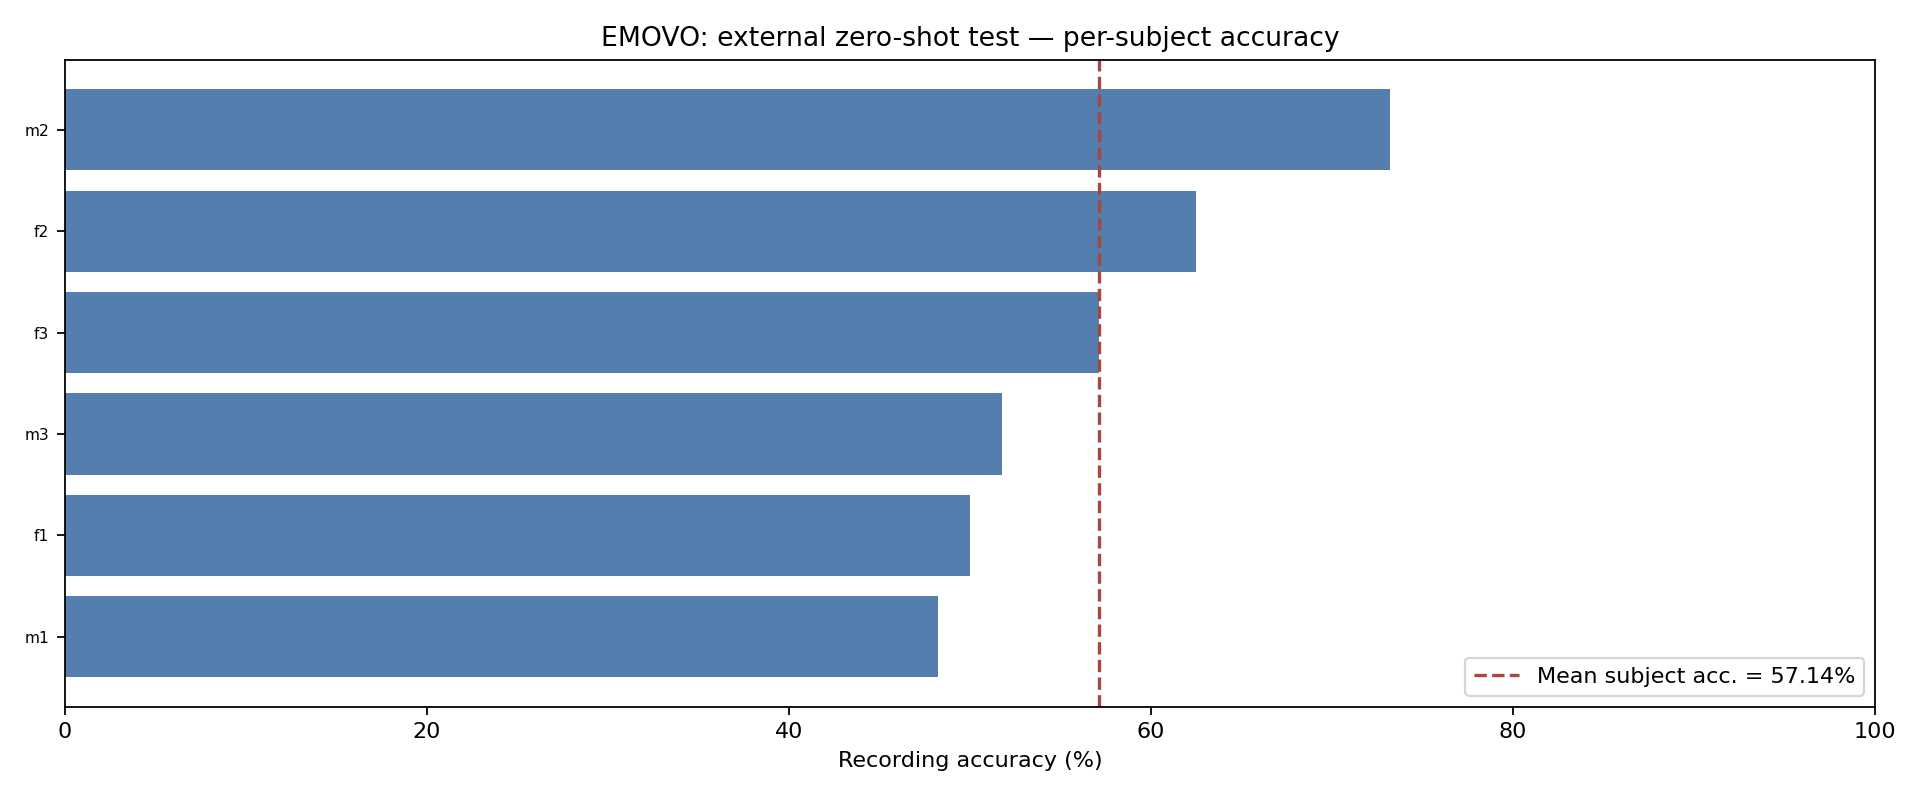 EMOVO: external zero-shot test — per-subject accuracy
m2
f2
f3
m3
f1
m1
Mean subject acc. = 57.14%
0 20 40 60 80 100
Recording accuracy (%)